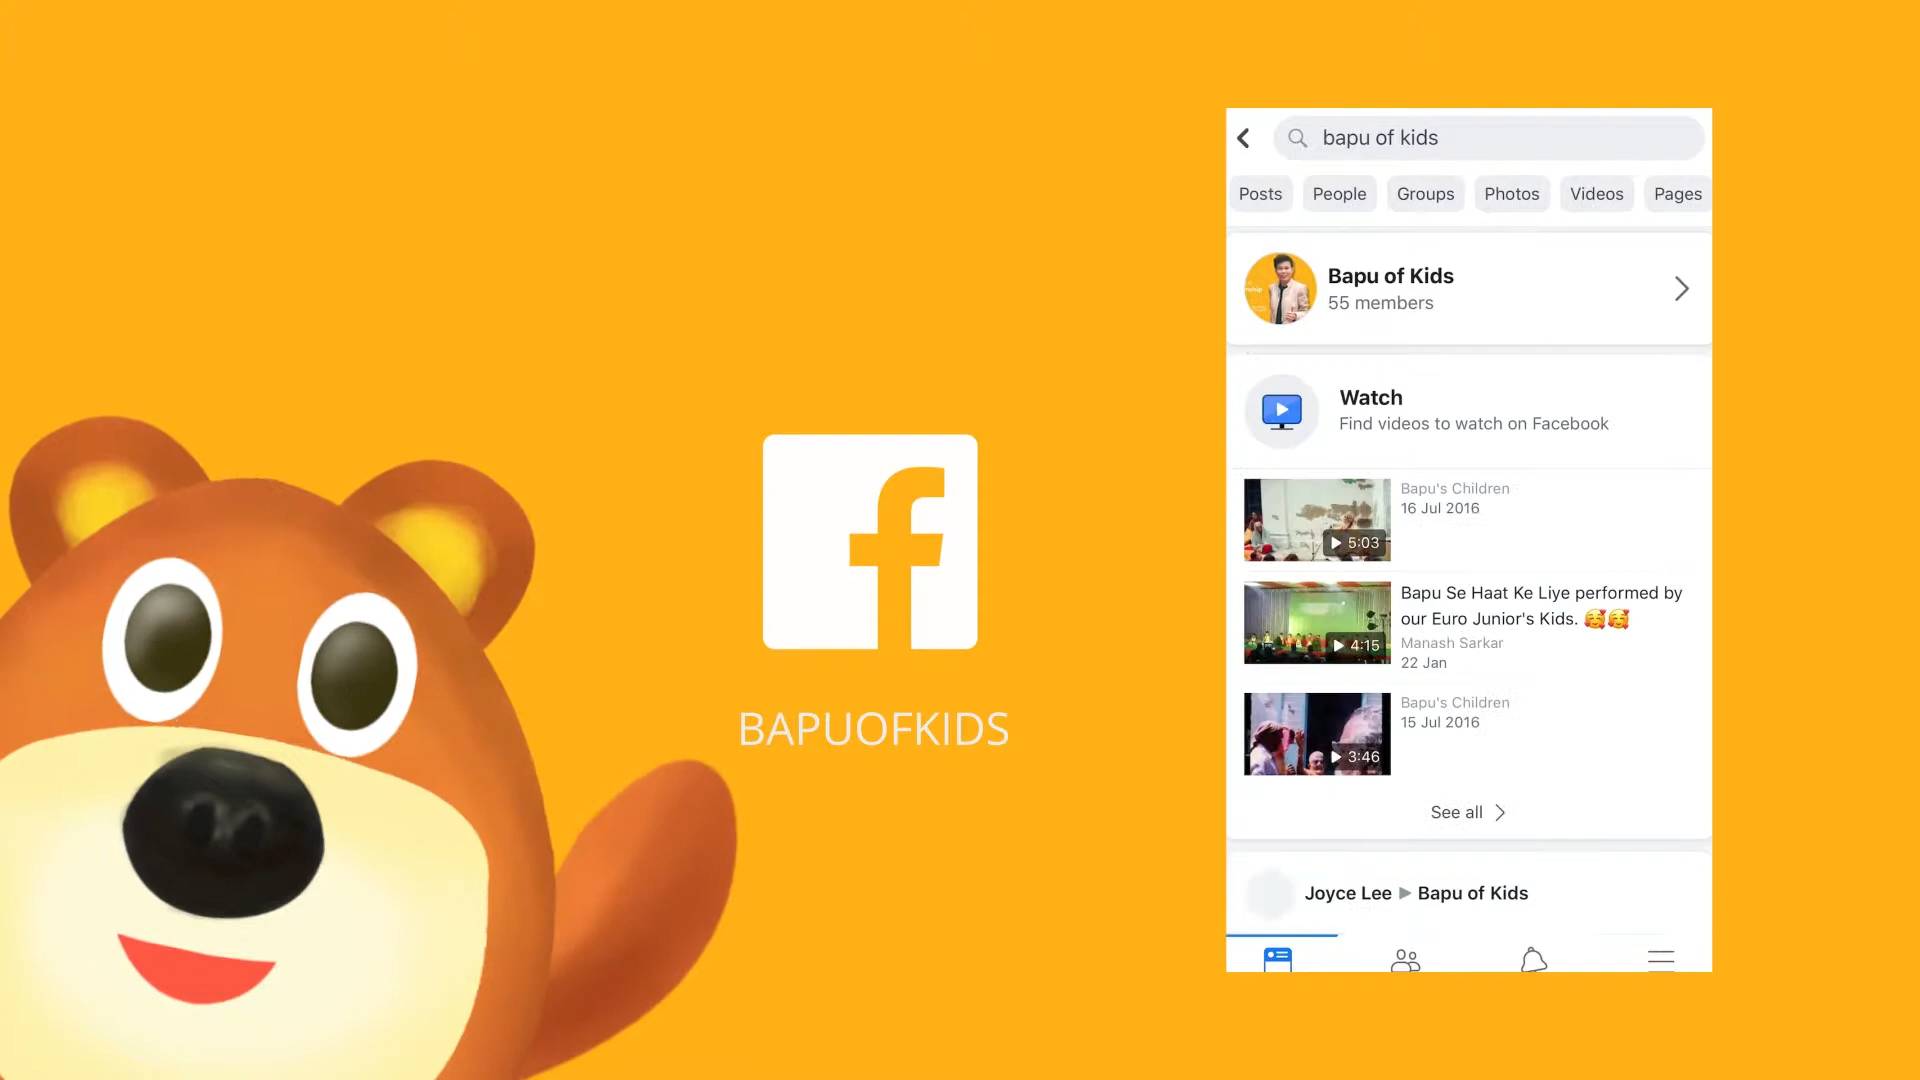 BAPUOFKIDS
bapu of kids
Posts People Groups Photos Videos Pages
Bapu of Kids
55 members
Watch
Find videos to watch on Facebook
Bapu's Children
16 Jul 2016
5:03
Bapu Se Haat Ke Liye performed by
our Euro Junior's Kids. 🥰🥰
Manash Sarkar
22 Jan
4:15
Bapu's Children
15 Jul 2016
3:46
See all
Joyce Lee ▶ Bapu of Kids